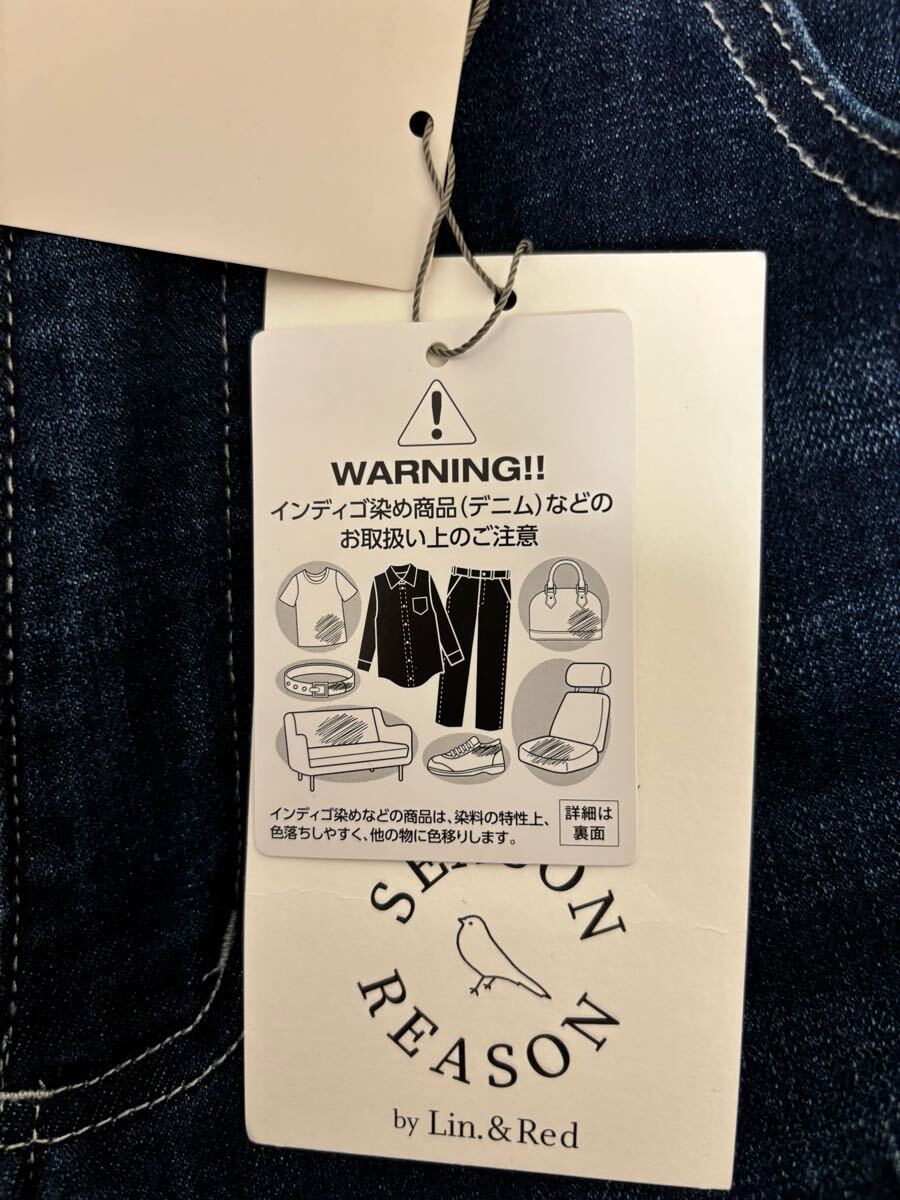 WARNING!!
インディゴ染め商品(デニム)などの
お取扱い上のご注意
インディゴ染めなどの商品は、染料の特性上、
色落ちしやすく、他の物に色移りします。
詳細は
裏面
SEASON
REASON
by Lin.&Red